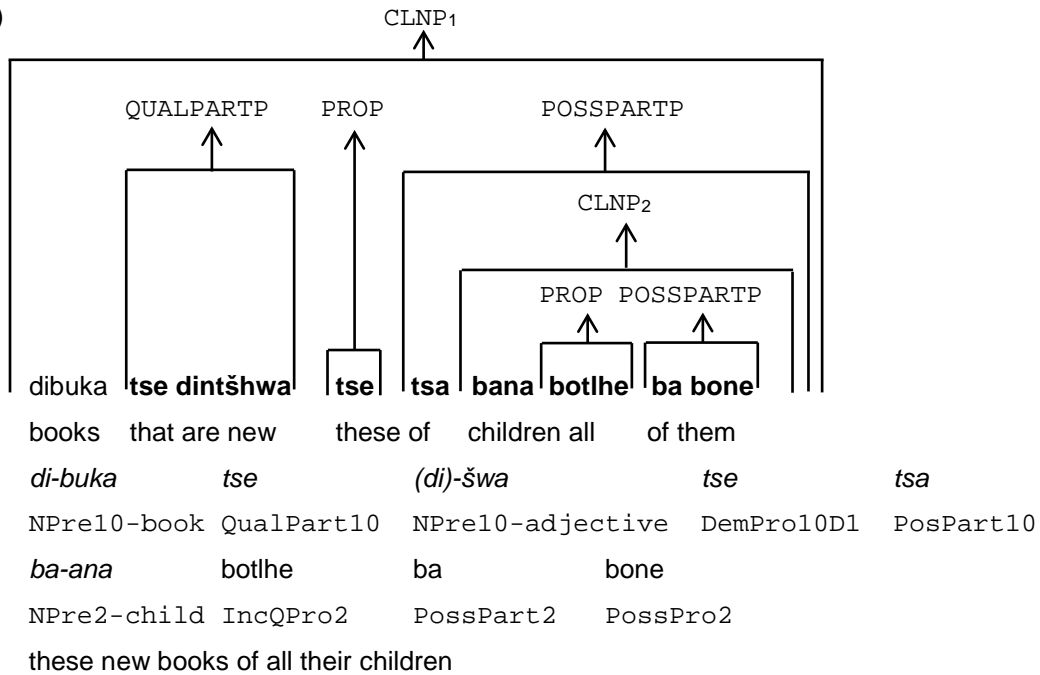 )
CLNP₁
QUALPARTP PROP POSSPARTP
CLNP₂
PROP POSSPARTP
dibuka tse dintšhwa tse tsa bana botlhe ba bone
books that are new these of children all of them
di-buka tse (di)-šwa tse tsa
NPre10-book QualPart10 NPre10-adjective DemPro10D1 PosPart10
ba-ana botlhe ba bone
NPre2-child IncQPro2 PossPart2 PossPro2
these new books of all their children